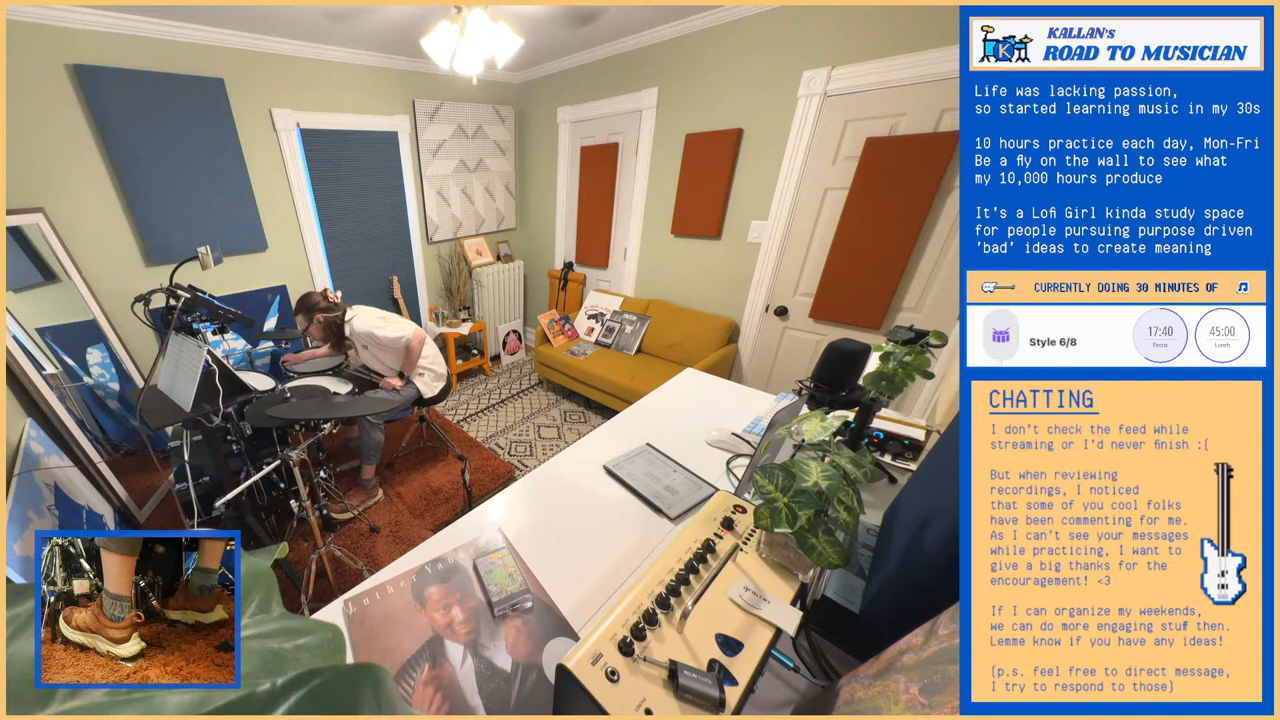 KALLAN's
ROAD TO MUSICIAN
Life was lacking passion,
so started learning music in my 30s
10 hours practice each day, Mon-Fri
Be a fly on the wall to see what
my 10,000 hours produce
It's a Lofi Girl kinda study space
for people pursuing purpose driven
'bad' ideas to create meaning
CURRENTLY DOING 30 MINUTES OF
Style 6/8
17:40
Focus
45:00
Lunch
CHATTING
I don't check the feed while
streaming or I'd never finish :(
But when reviewing
recordings, I noticed
that some of you cool folks
have been commenting for me.
As I can't see your messages
while practicing, I want to
give a big thanks for the
encouragement! <3
If I can organize my weekends,
we can do more engaging stuf then.
Lemme know if you have any ideas!
(p.s. feel free to direct message,
I try to respond to those)
Luther Vandross